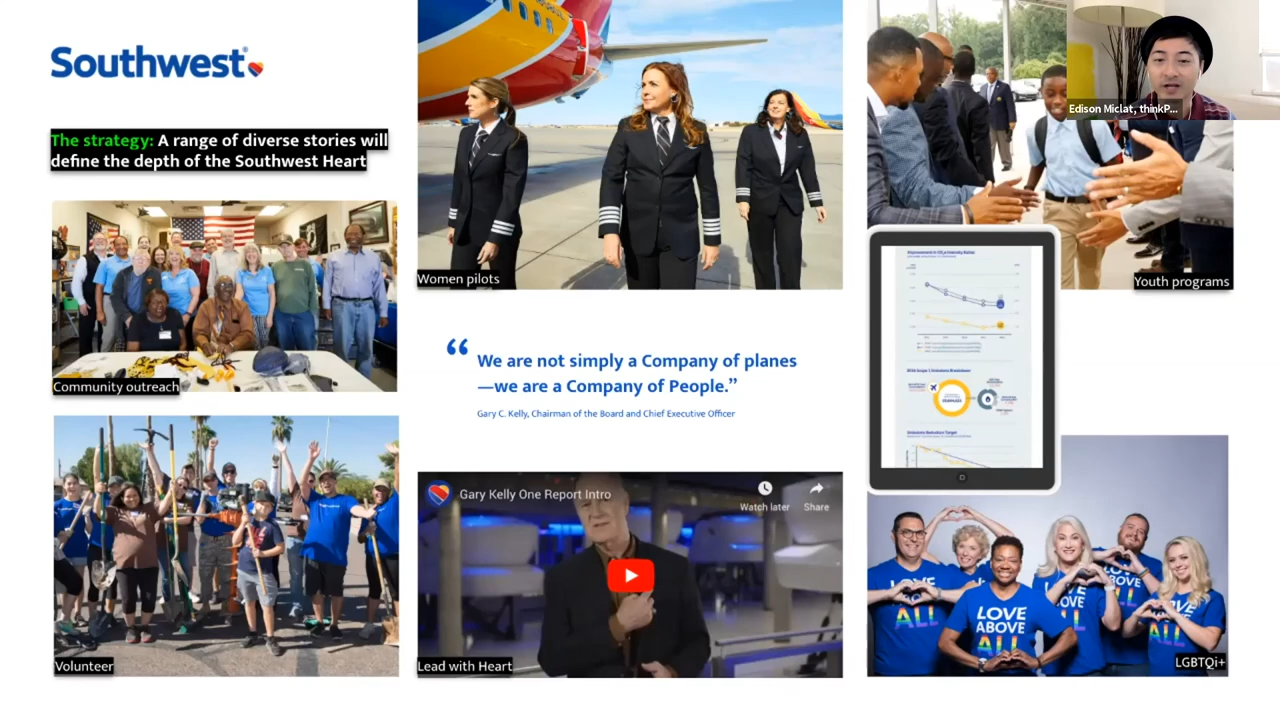 Southwest
The strategy: A range of diverse stories will
define the depth of the Southwest Heart
Community outreach
Volunteer
Women pilots
“ We are not simply a Company of planes
—we are a Company of People.”
Gary C. Kelly, Chairman of the Board and Chief Executive Officer
Gary Kelly One Report Intro
Watch later
Share
Lead with Heart
Edison Miclat, thinkP...
Youth programs
Emissions Reduction Target
LOVE
ABOVE
ALL
LGBTQi+